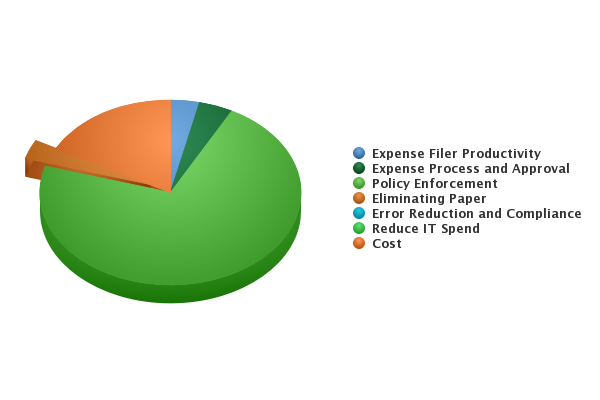 Expense Filer Productivity
Expense Process and Approval
Policy Enforcement
Eliminating Paper
Error Reduction and Compliance
Reduce IT Spend
Cost